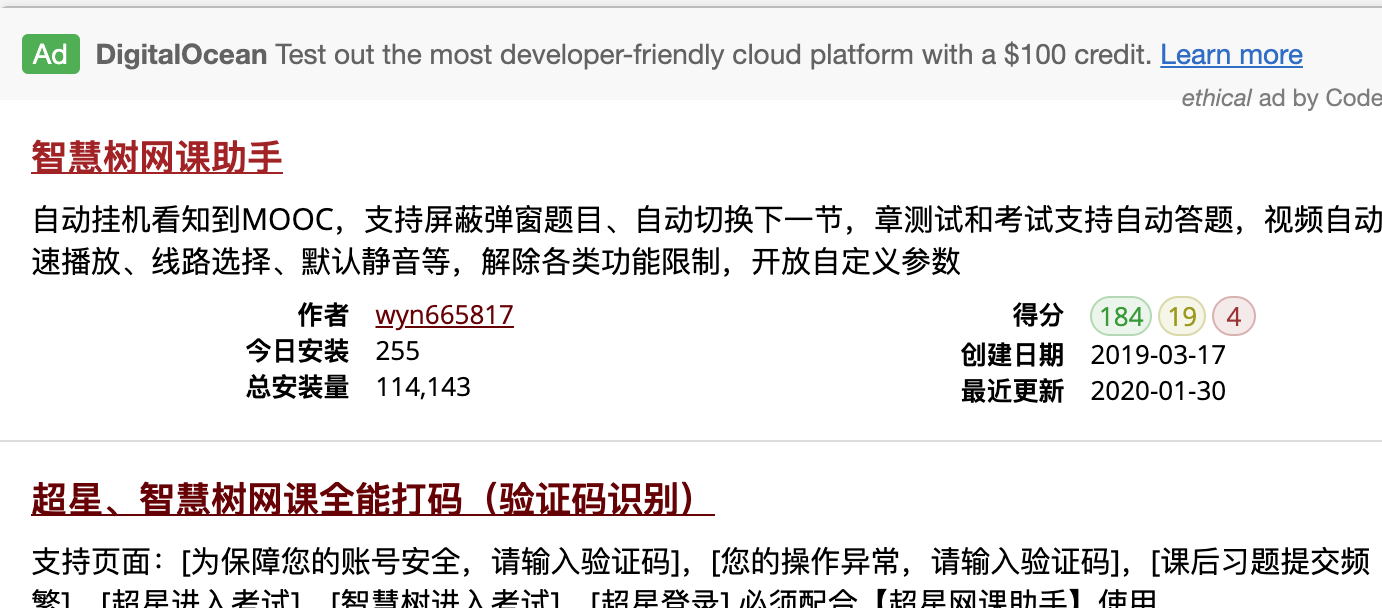 Ad DigitalOcean Test out the most developer-friendly cloud platform with a $100 credit. Learn more
ethical ad by Code
智慧树网课助手
自动挂机看知到MOOC，支持屏蔽弹窗题目、自动切换下一节，章测试和考试支持自动答题，视频自动
速播放、线路选择、默认静音等，解除各类功能限制，开放自定义参数
作者 wyn665817 得分 184 19 4
今日安装 255 创建日期 2019-03-17
总安装量 114,143 最近更新 2020-01-30
超星、智慧树网课全能打码（验证码识别）
支持页面：[为保障您的账号安全，请输入验证码]，[您的操作异常，请输入验证码]，[课后习题提交频
繁]，[超星进入考试]，[智慧树进入考试]，[超星登录] 必须配合【超星网课助手】使用